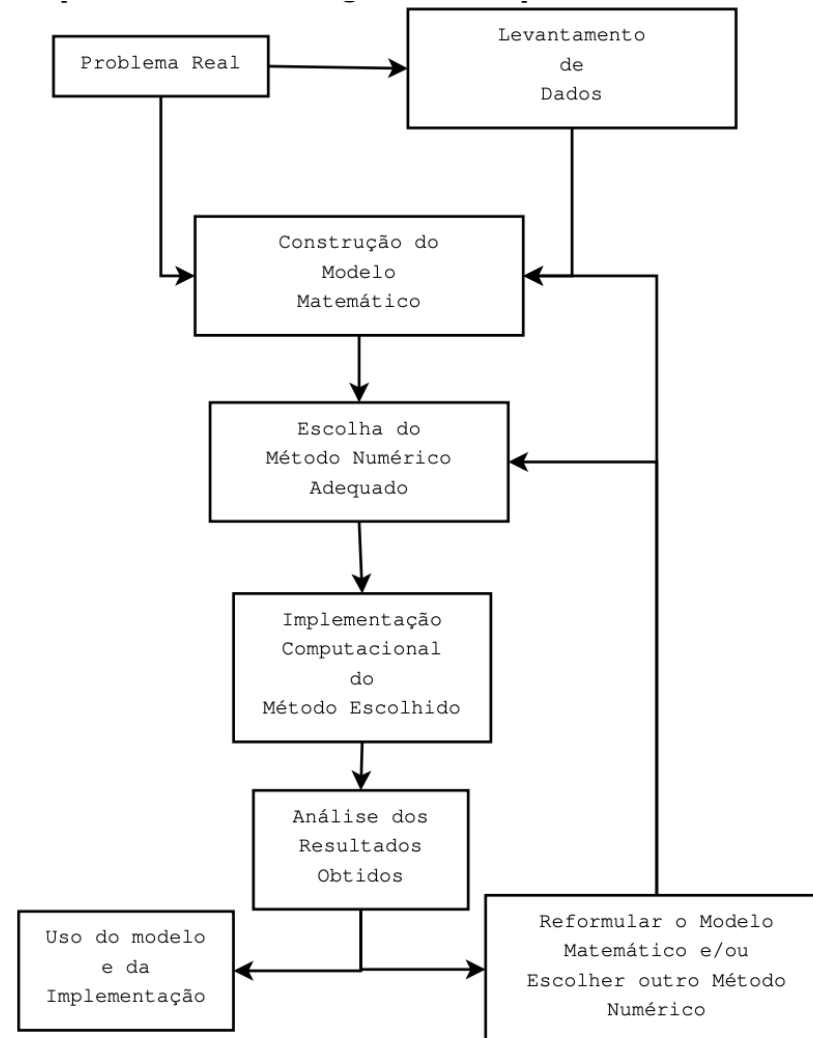 Problema Real
Levantamento
de
Dados
Construção do
Modelo
Matemático
Escolha do
Método Numérico
Adequado
Implementação
Computacional
do
Método Escolhido
Análise dos
Resultados
Obtidos
Uso do modelo
e da
Implementação
Reformular o Modelo
Matemático e/ou
Escolher outro Método
Numérico